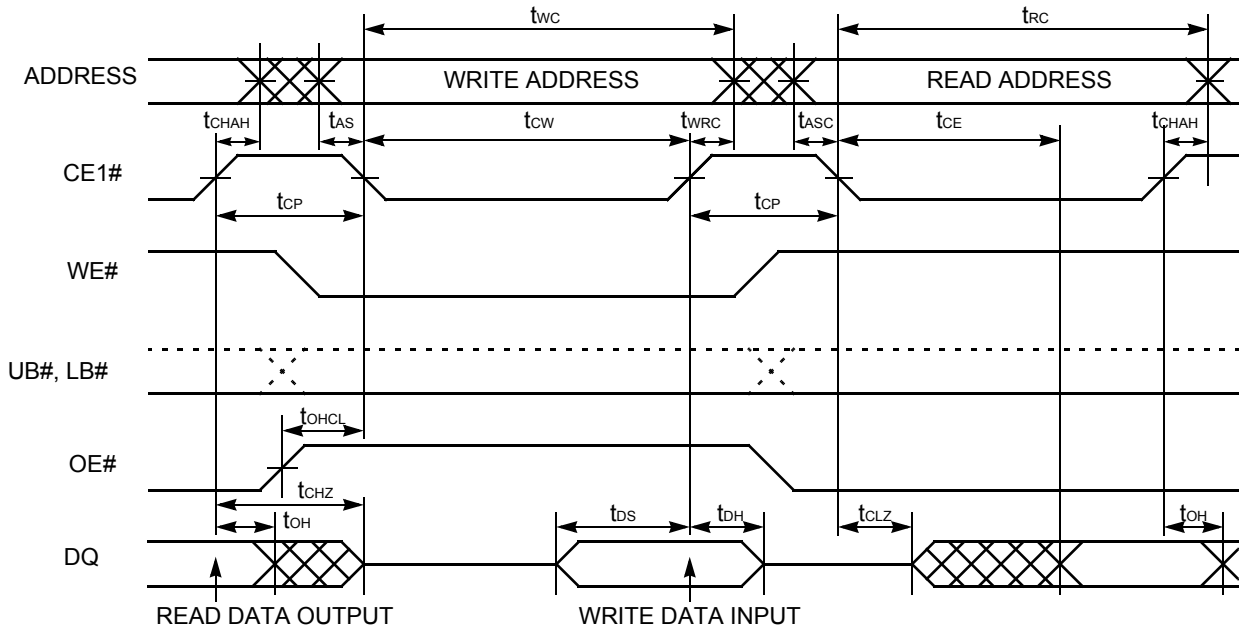 tWC tRC
ADDRESS WRITE ADDRESS READ ADDRESS
tCHAH tAS tCW tWRC tASC tCE tCHAH
CE1#
tCP tCP
WE#
UB#, LB#
tOHCL
OE#
tCHZ
tOH tDS tDH tCLZ tOH
DQ
READ DATA OUTPUT WRITE DATA INPUT